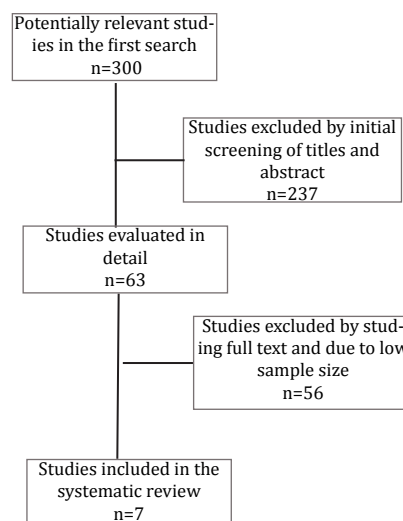 Potentially relevant stud-
ies in the first search
n=300
Studies excluded by initial
screening of titles and
abstract
n=237
Studies evaluated in
detail
n=63
Studies excluded by stud-
ing full text and due to low
sample size
n=56
Studies included in the
systematic review
n=7